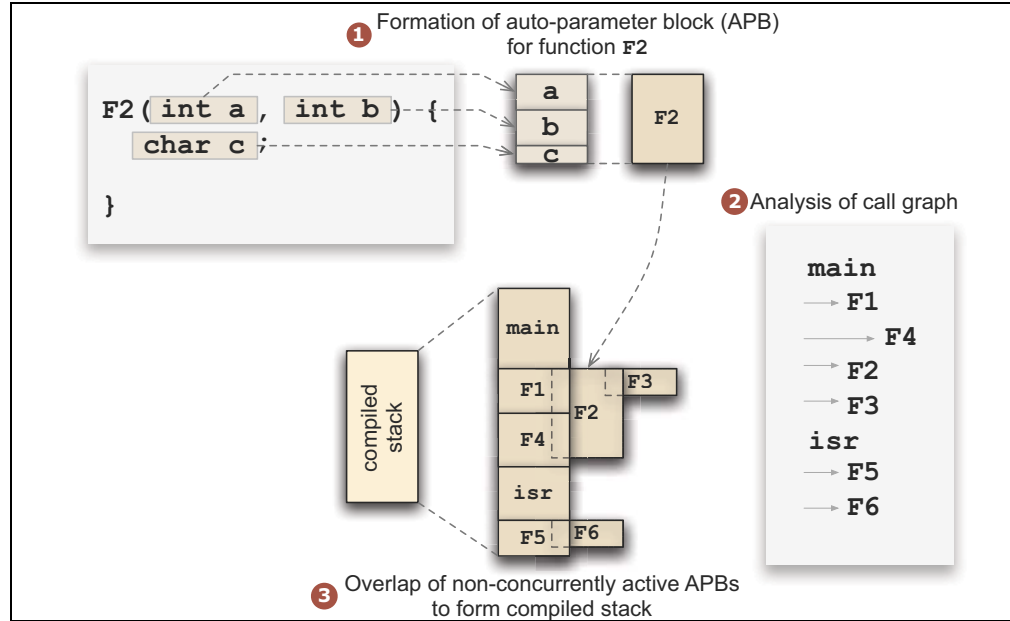 1 Formation of auto-parameter block (APB)
for function F2
F2(int a, int b) {
char c;
}
a
b
c
F2
2 Analysis of call graph
main
F1
F4
F2
F3
isr
F5
F6
compiled
stack
main
F1
F2
F3
F4
isr
F5
F6
3 Overlap of non-concurrently active APBs
to form compiled stack